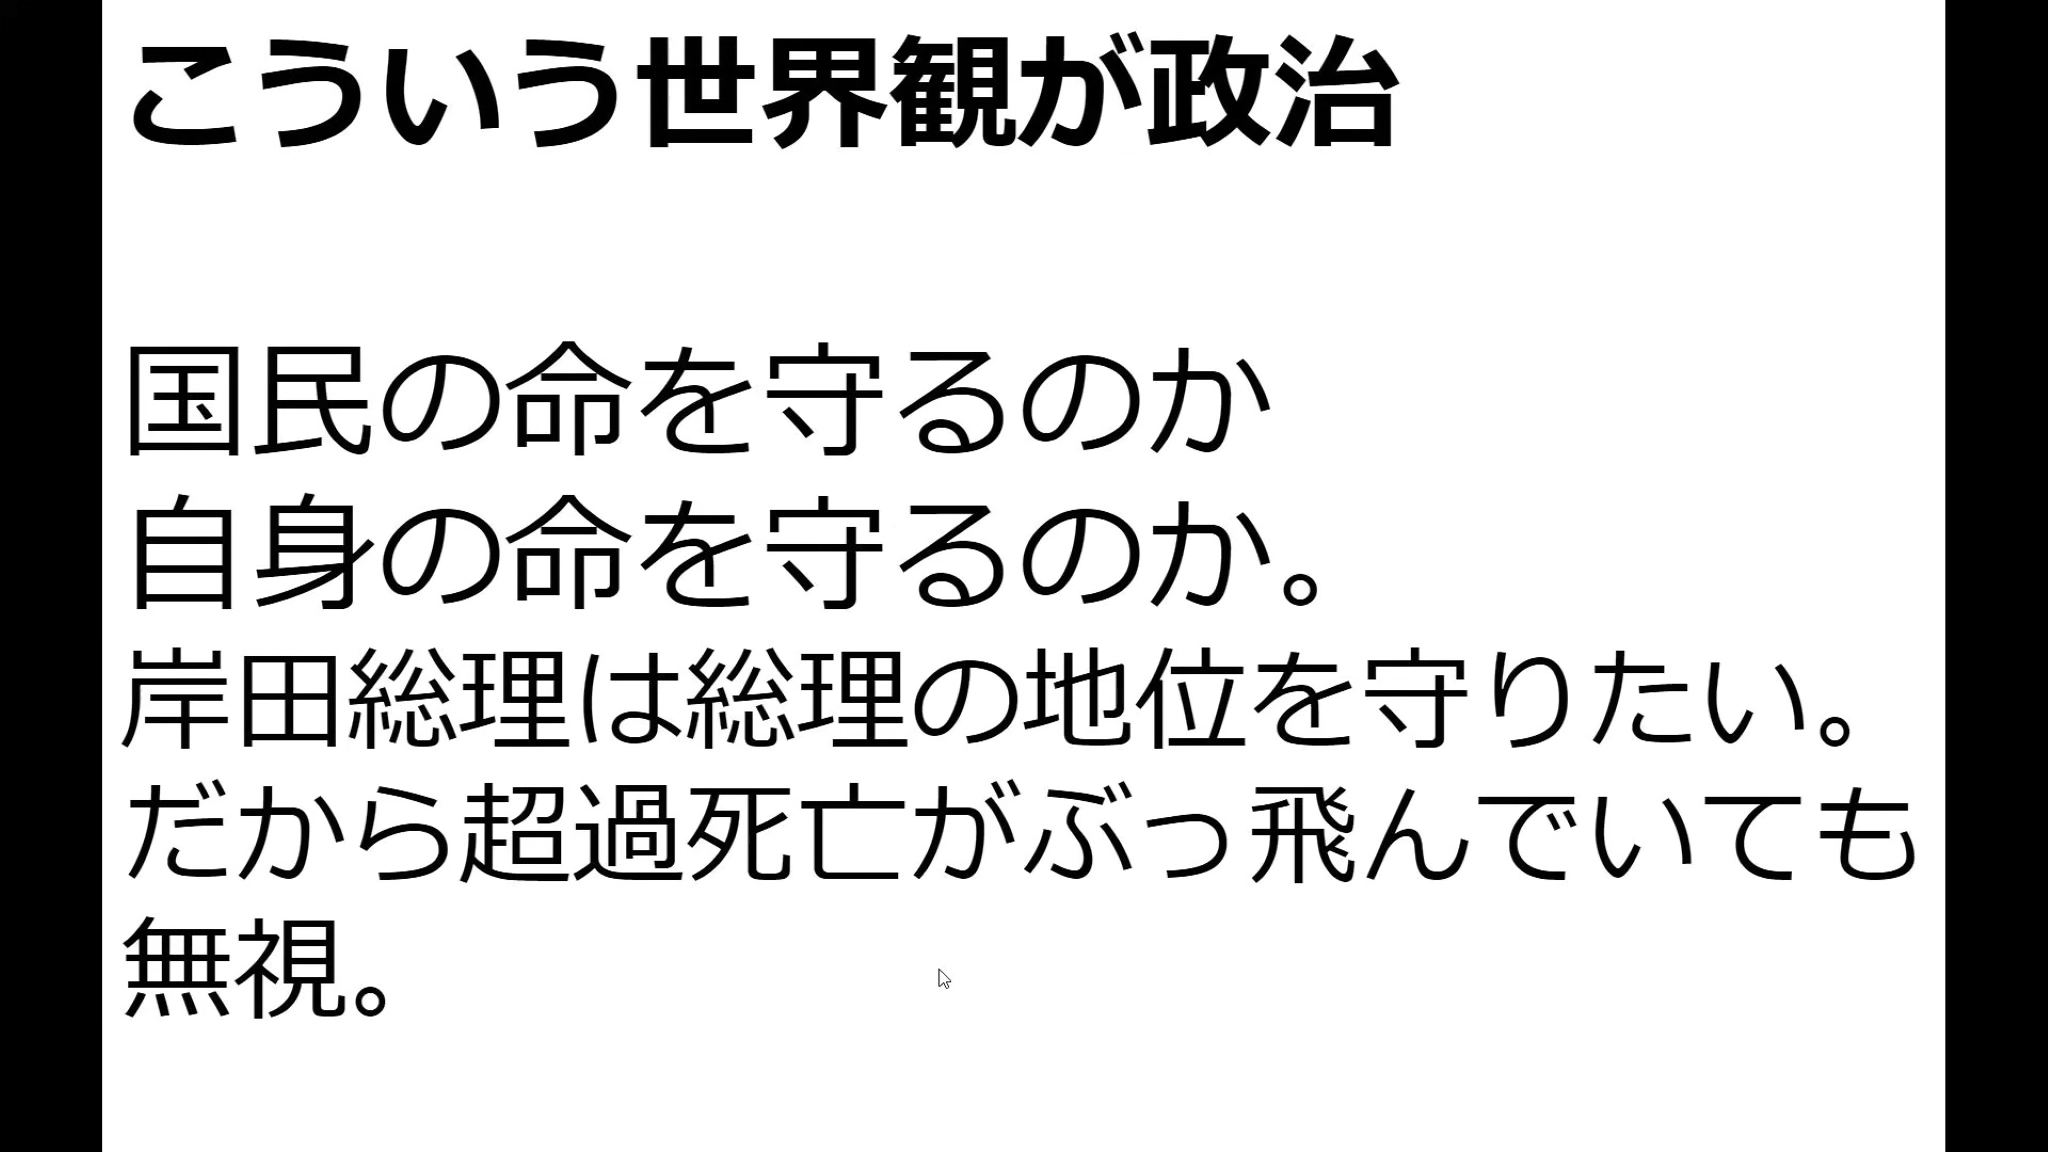 こういう世界観が政治
国民の命を守るのか
自身の命を守るのか。
岸田総理は総理の地位を守りたい。
だから超過死亡がぶっ飛んでいても
無視。